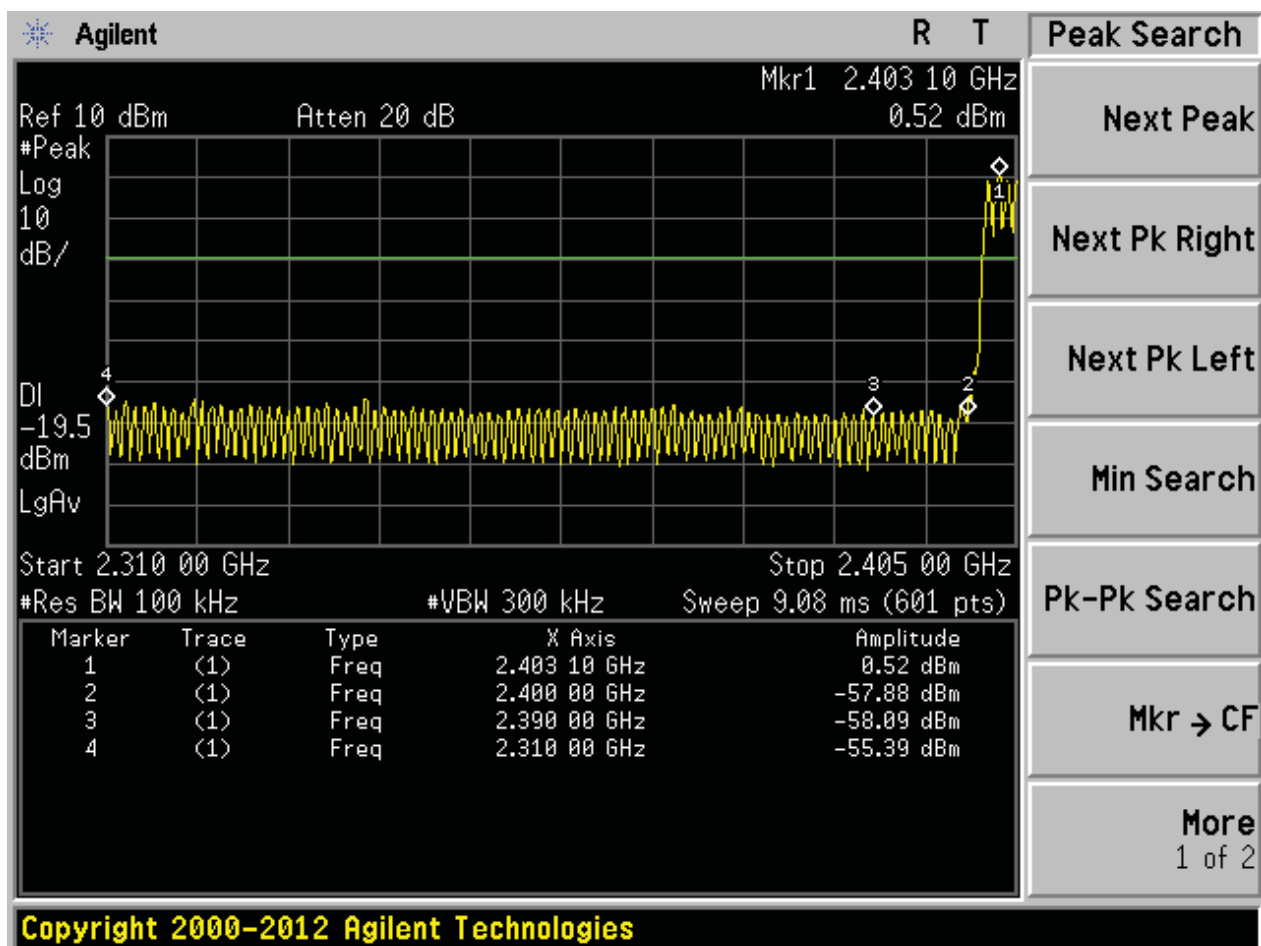 Agilent R T Peak Search
Mkr1 2.403 10 GHz
Ref 10 dBm Atten 20 dB 0.52 dBm
#Peak
Log
10
dB/
DI
-19.5
dBm
LgAv
1
4
3
2
Start 2.310 00 GHz Stop 2.405 00 GHz
#Res BW 100 kHz #VBW 300 kHz Sweep 9.08 ms (601 pts)
Marker Trace Type X Axis Amplitude
1 (1) Freq 2.403 10 GHz 0.52 dBm
2 (1) Freq 2.400 00 GHz -57.88 dBm
3 (1) Freq 2.390 00 GHz -58.09 dBm
4 (1) Freq 2.310 00 GHz -55.39 dBm
Next Peak
Next Pk Right
Next Pk Left
Min Search
Pk-Pk Search
Mkr → CF
More
1 of 2
Copyright 2000-2012 Agilent Technologies